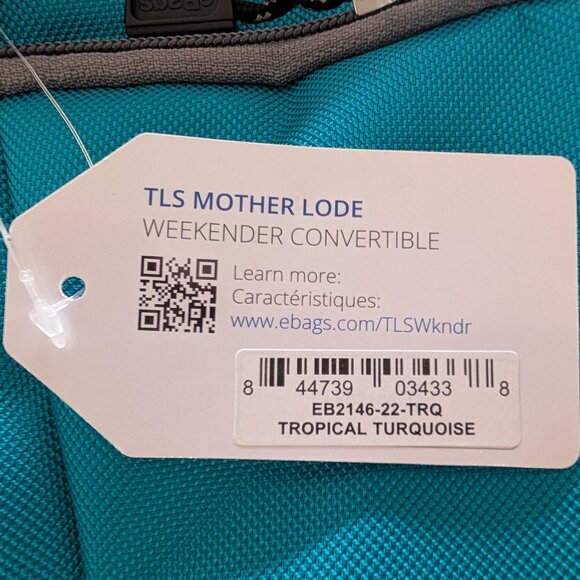 eBags
TLS MOTHER LODE
WEEKENDER CONVERTIBLE
Learn more:
Caractéristiques:
www.ebags.com/TLSWkndr
8 44739 03433 8
EB2146-22-TRQ
TROPICAL TURQUOISE